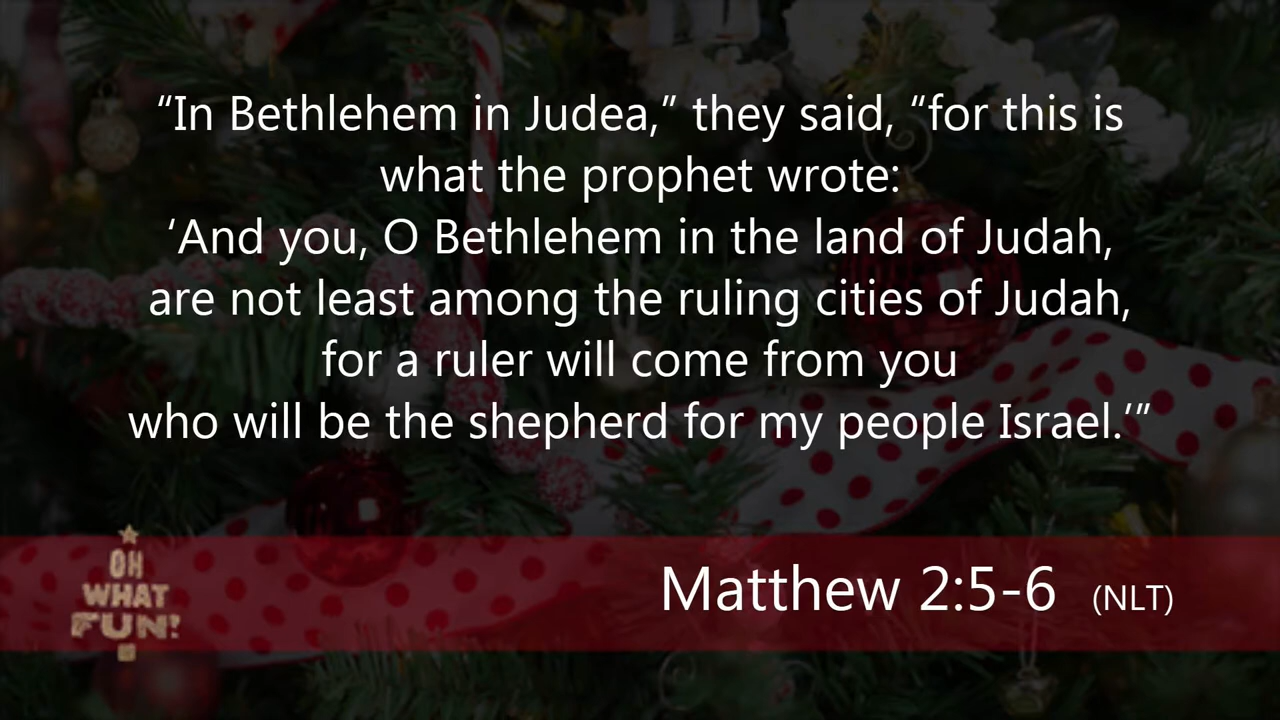 “In Bethlehem in Judea,” they said, “for this is
what the prophet wrote:
‘And you, O Bethlehem in the land of Judah,
are not least among the ruling cities of Judah,
for a ruler will come from you
who will be the shepherd for my people Israel.’”
OH
WHAT
FUN!
Matthew 2:5-6 (NLT)